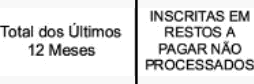 Total dos Últimos
12 Meses
INSCRITAS EM
RESTOS A
PAGAR NÃO
PROCESSADOS